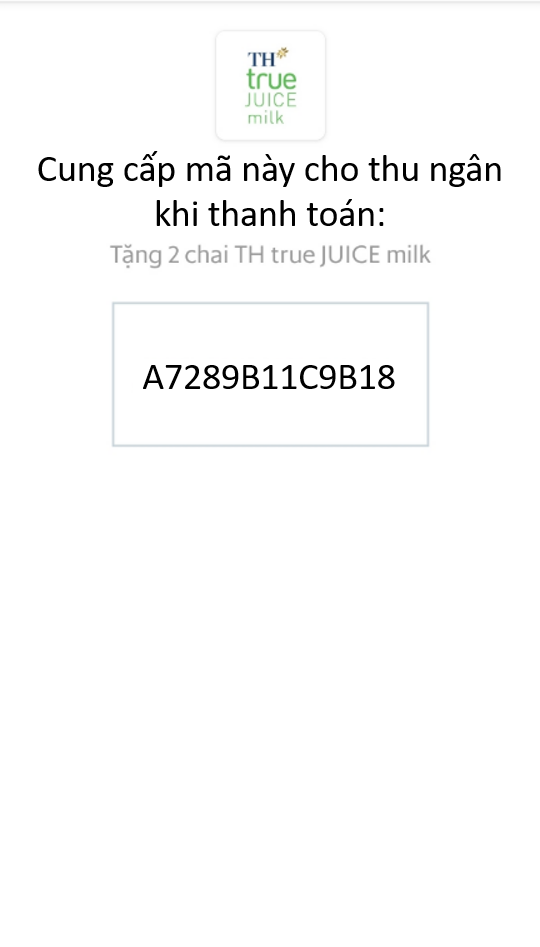 TH
true
JUICE
milk
Cung cấp mã này cho thu ngân
khi thanh toán:
Tặng 2 chai TH true JUICE milk
A7289B11C9B18